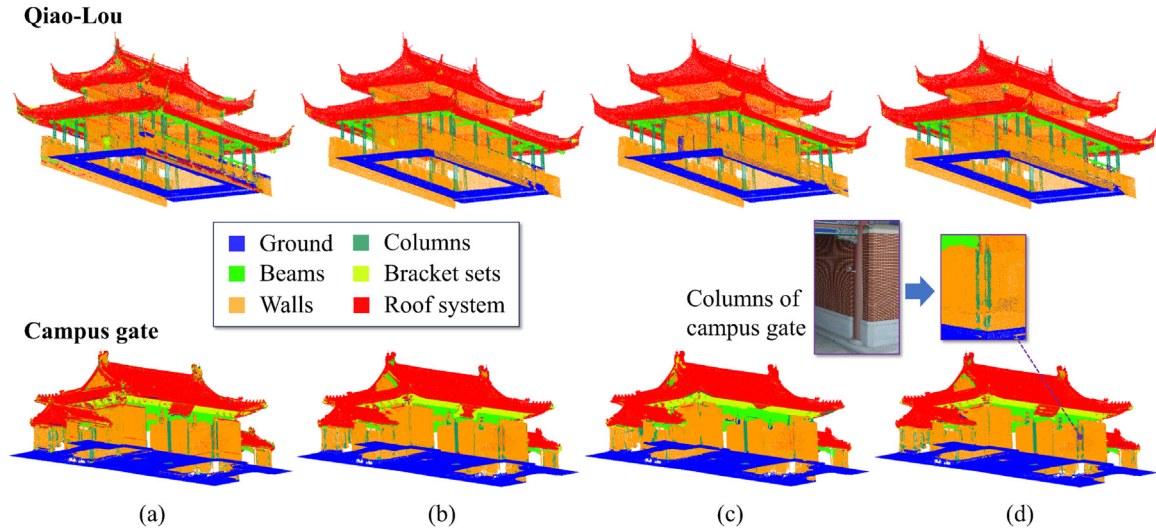 Qiao-Lou
Ground
Columns
Beams
Bracket sets
Walls
Roof system
Columns of
campus gate
Campus gate
(a)
(b)
(c)
(d)